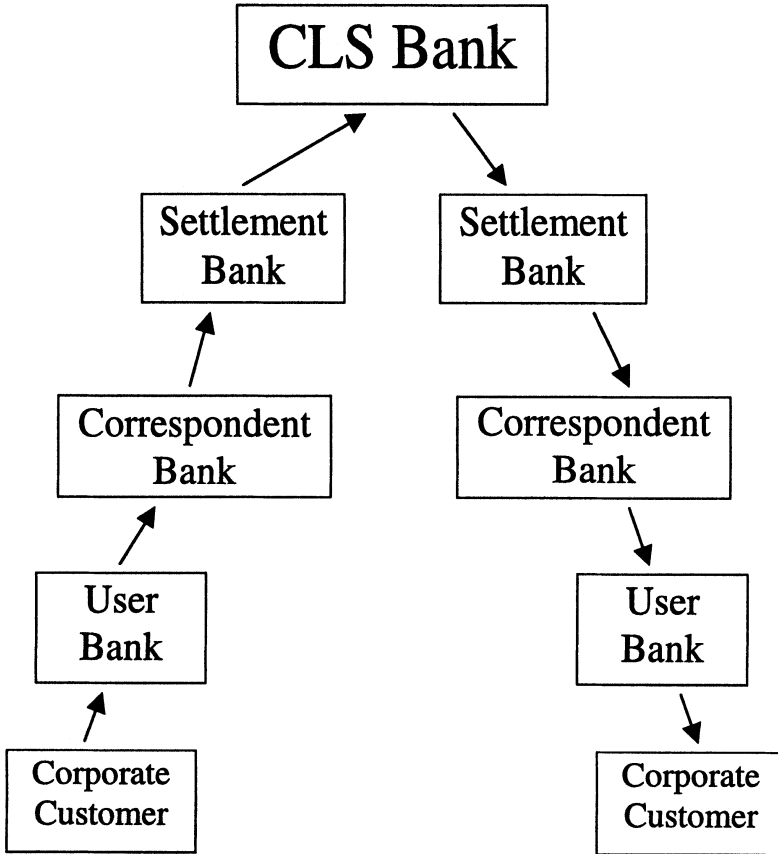 CLS Bank
Settlement
Bank
Settlement
Bank
Correspondent
Bank
Correspondent
Bank
User
Bank
User
Bank
Corporate
Customer
Corporate
Customer